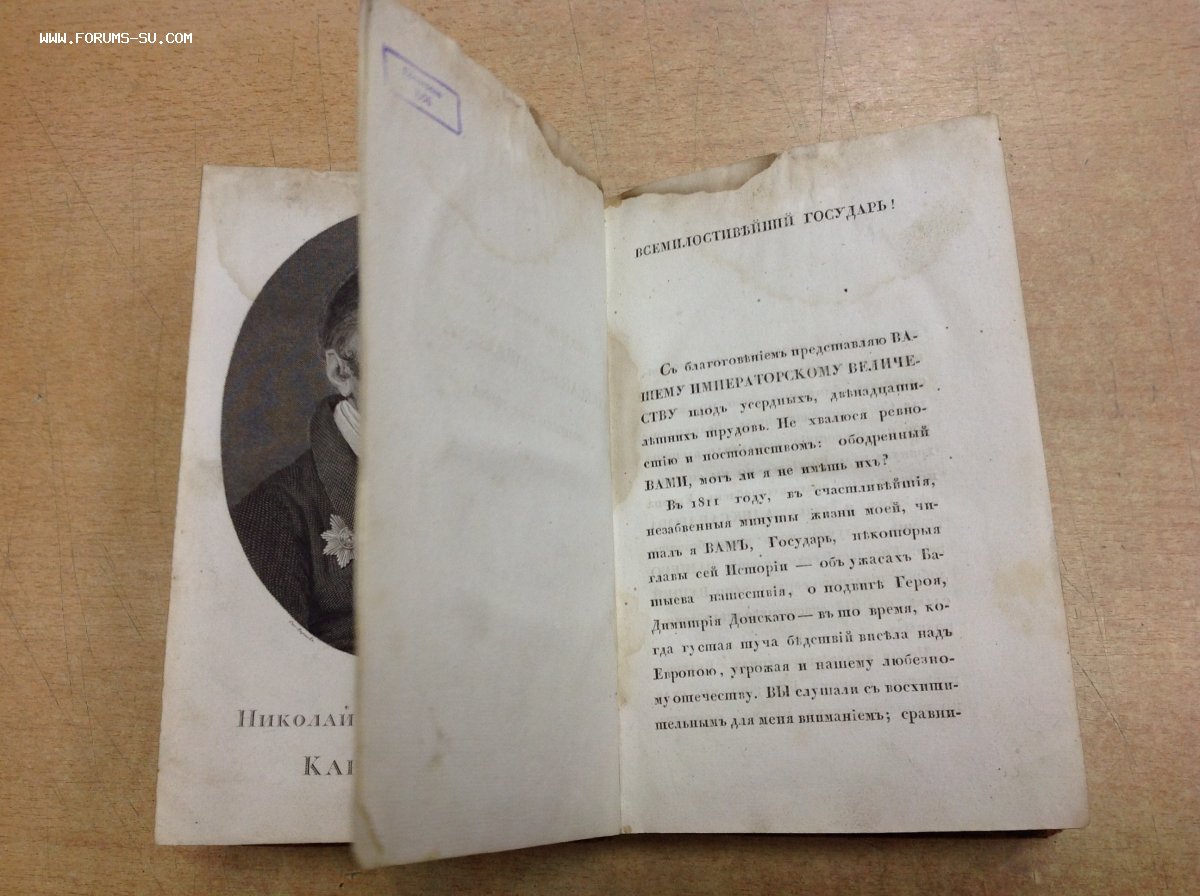 WWW.FORUMS-SU.COM
НИКОЛАЙ
ВСЕМИЛОСТИВѢЙШІЙ ГОСУДАРЬ!
Съ благоговѣніемъ представляю ВА-
ШЕМУ ИМПЕРАТОРСКОМУ ВЕЛИЧЕ-
СТВУ плодъ усердныхъ, двѣнадцати-
лѣтнихъ трудовъ. Не хвалюся ревно-
стію и постоянствомъ: ободренный
ВАМИ, могъ ли я не имѣть ихъ?
Въ 1811 году, въ счастливѣйшія,
незабвенныя минуты жизни моей, чи-
талъ я ВАМЪ, Государь, нѣкоторыя
главы сей Исторіи — объ ужасахъ Ба-
тыева нашествія, о подвигѣ Героя,
Димитрія Донскаго — въ то время, ко-
гда густая туча бѣдствій висѣла надъ
Европою, угрожая и нашему любезно-
му отечеству. ВЫ слушали съ восхити-
тельнымъ для меня вниманіемъ; сравни-